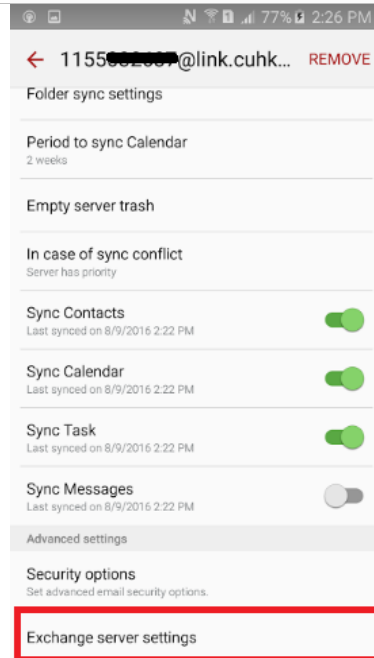 77% 2:26 PM
1155 @link.cuhk... REMOVE
Folder sync settings
Period to sync Calendar
2 weeks
Empty server trash
In case of sync conflict
Server has priority
Sync Contacts
Last synced on 8/9/2016 2:22 PM
Sync Calendar
Last synced on 8/9/2016 2:22 PM
Sync Task
Last synced on 8/9/2016 2:22 PM
Sync Messages
Last synced on 8/9/2016 2:22 PM
Advanced settings
Security options
Set advanced email security options.
Exchange server settings